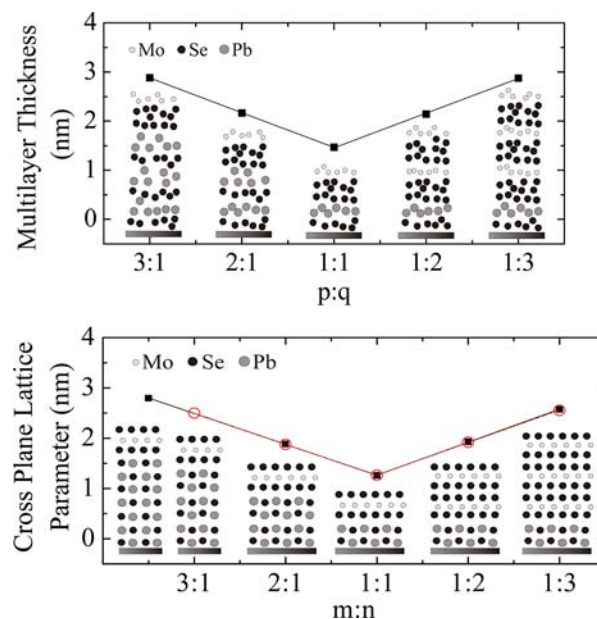 4
Mo Se Pb
3
2
1
0
Multilayer Thickness
(nm)
3:1 2:1 1:1 1:2 1:3
p:q
4
Mo Se Pb
3
2
1
0
Cross Plane Lattice
Parameter (nm)
3:1 2:1 1:1 1:2 1:3
m:n